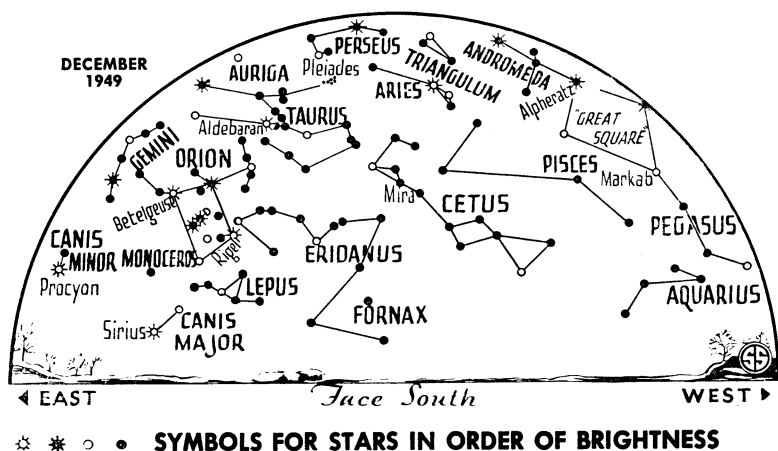 DECEMBER
1949
PERSEUS
Pleiades
AURIGA
TRIANGULUM
ANDROMEDA
ARIES
Alpheratz
TAURUS
Aldebaran
"GREAT
SQUARE"
GEMINI
ORION
PISCES
Markab
Mira
Betelgeuse
CETUS
PEGASUS
CANIS
MINOR
MONOCEROS
Rigel
ERIDANUS
Procyon
LEPUS
AQUARIUS
FORNAX
Sirius
CANIS
MAJOR
SS
EAST
Face South
WEST
SYMBOLS FOR STARS IN ORDER OF BRIGHTNESS